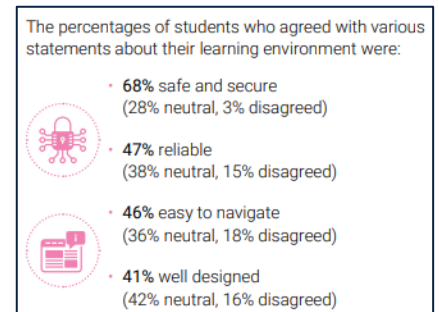 The percentages of students who agreed with various
statements about their learning environment were:
• 68% safe and secure
(28% neutral, 3% disagreed)
• 47% reliable
(38% neutral, 15% disagreed)
• 46% easy to navigate
(36% neutral, 18% disagreed)
• 41% well designed
(42% neutral, 16% disagreed)